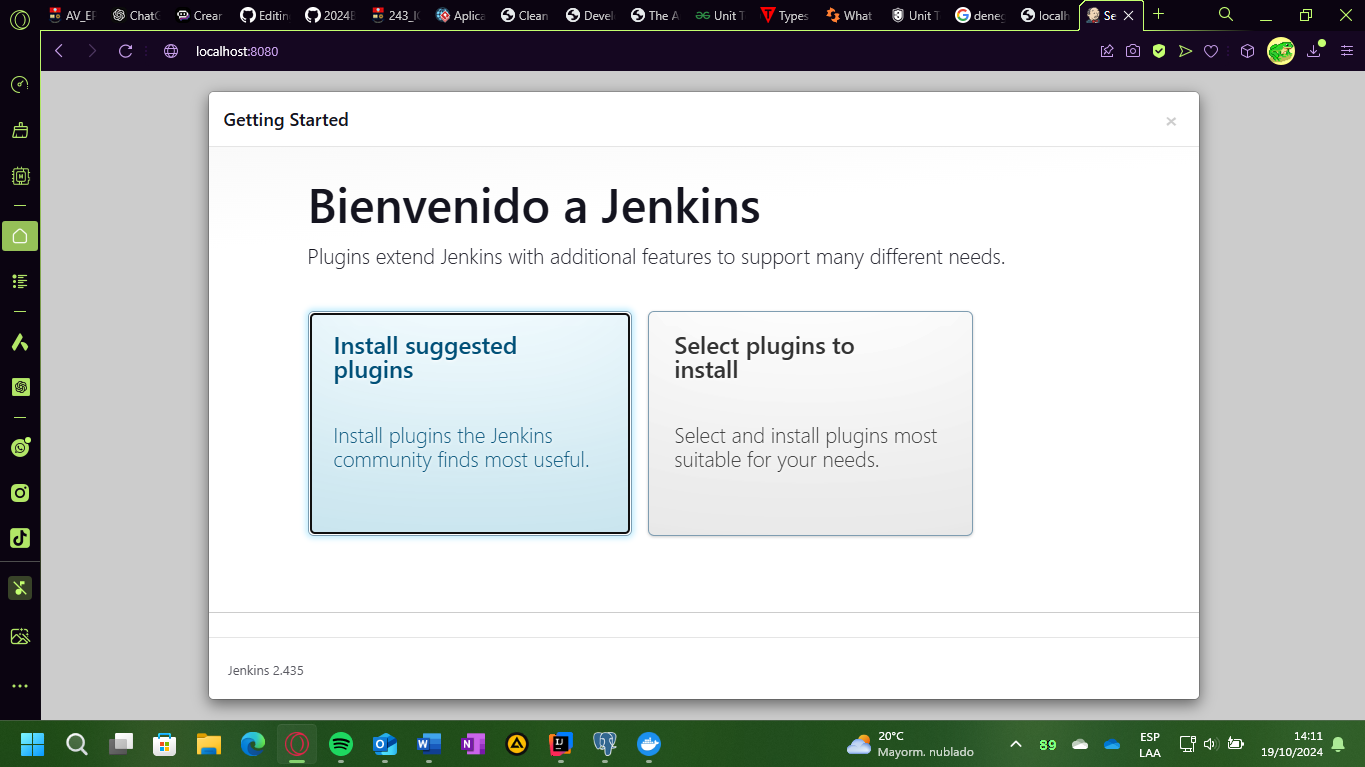 AV_EF
ChatG
Crear
Editin
2024E
243_IC
Aplica
Clean
Devel
The A
Unit T
Types
What
Unit T
deneg
localh
Se
localhost:8080
Getting Started
Bienvenido a Jenkins
Plugins extend Jenkins with additional features to support many different needs.
Install suggested
plugins
Install plugins the Jenkins
community finds most useful.
Select plugins to
install
Select and install plugins most
suitable for your needs.
Jenkins 2.435
20°C
Mayorm. nublado
89
ESP
LAA
14:11
19/10/2024